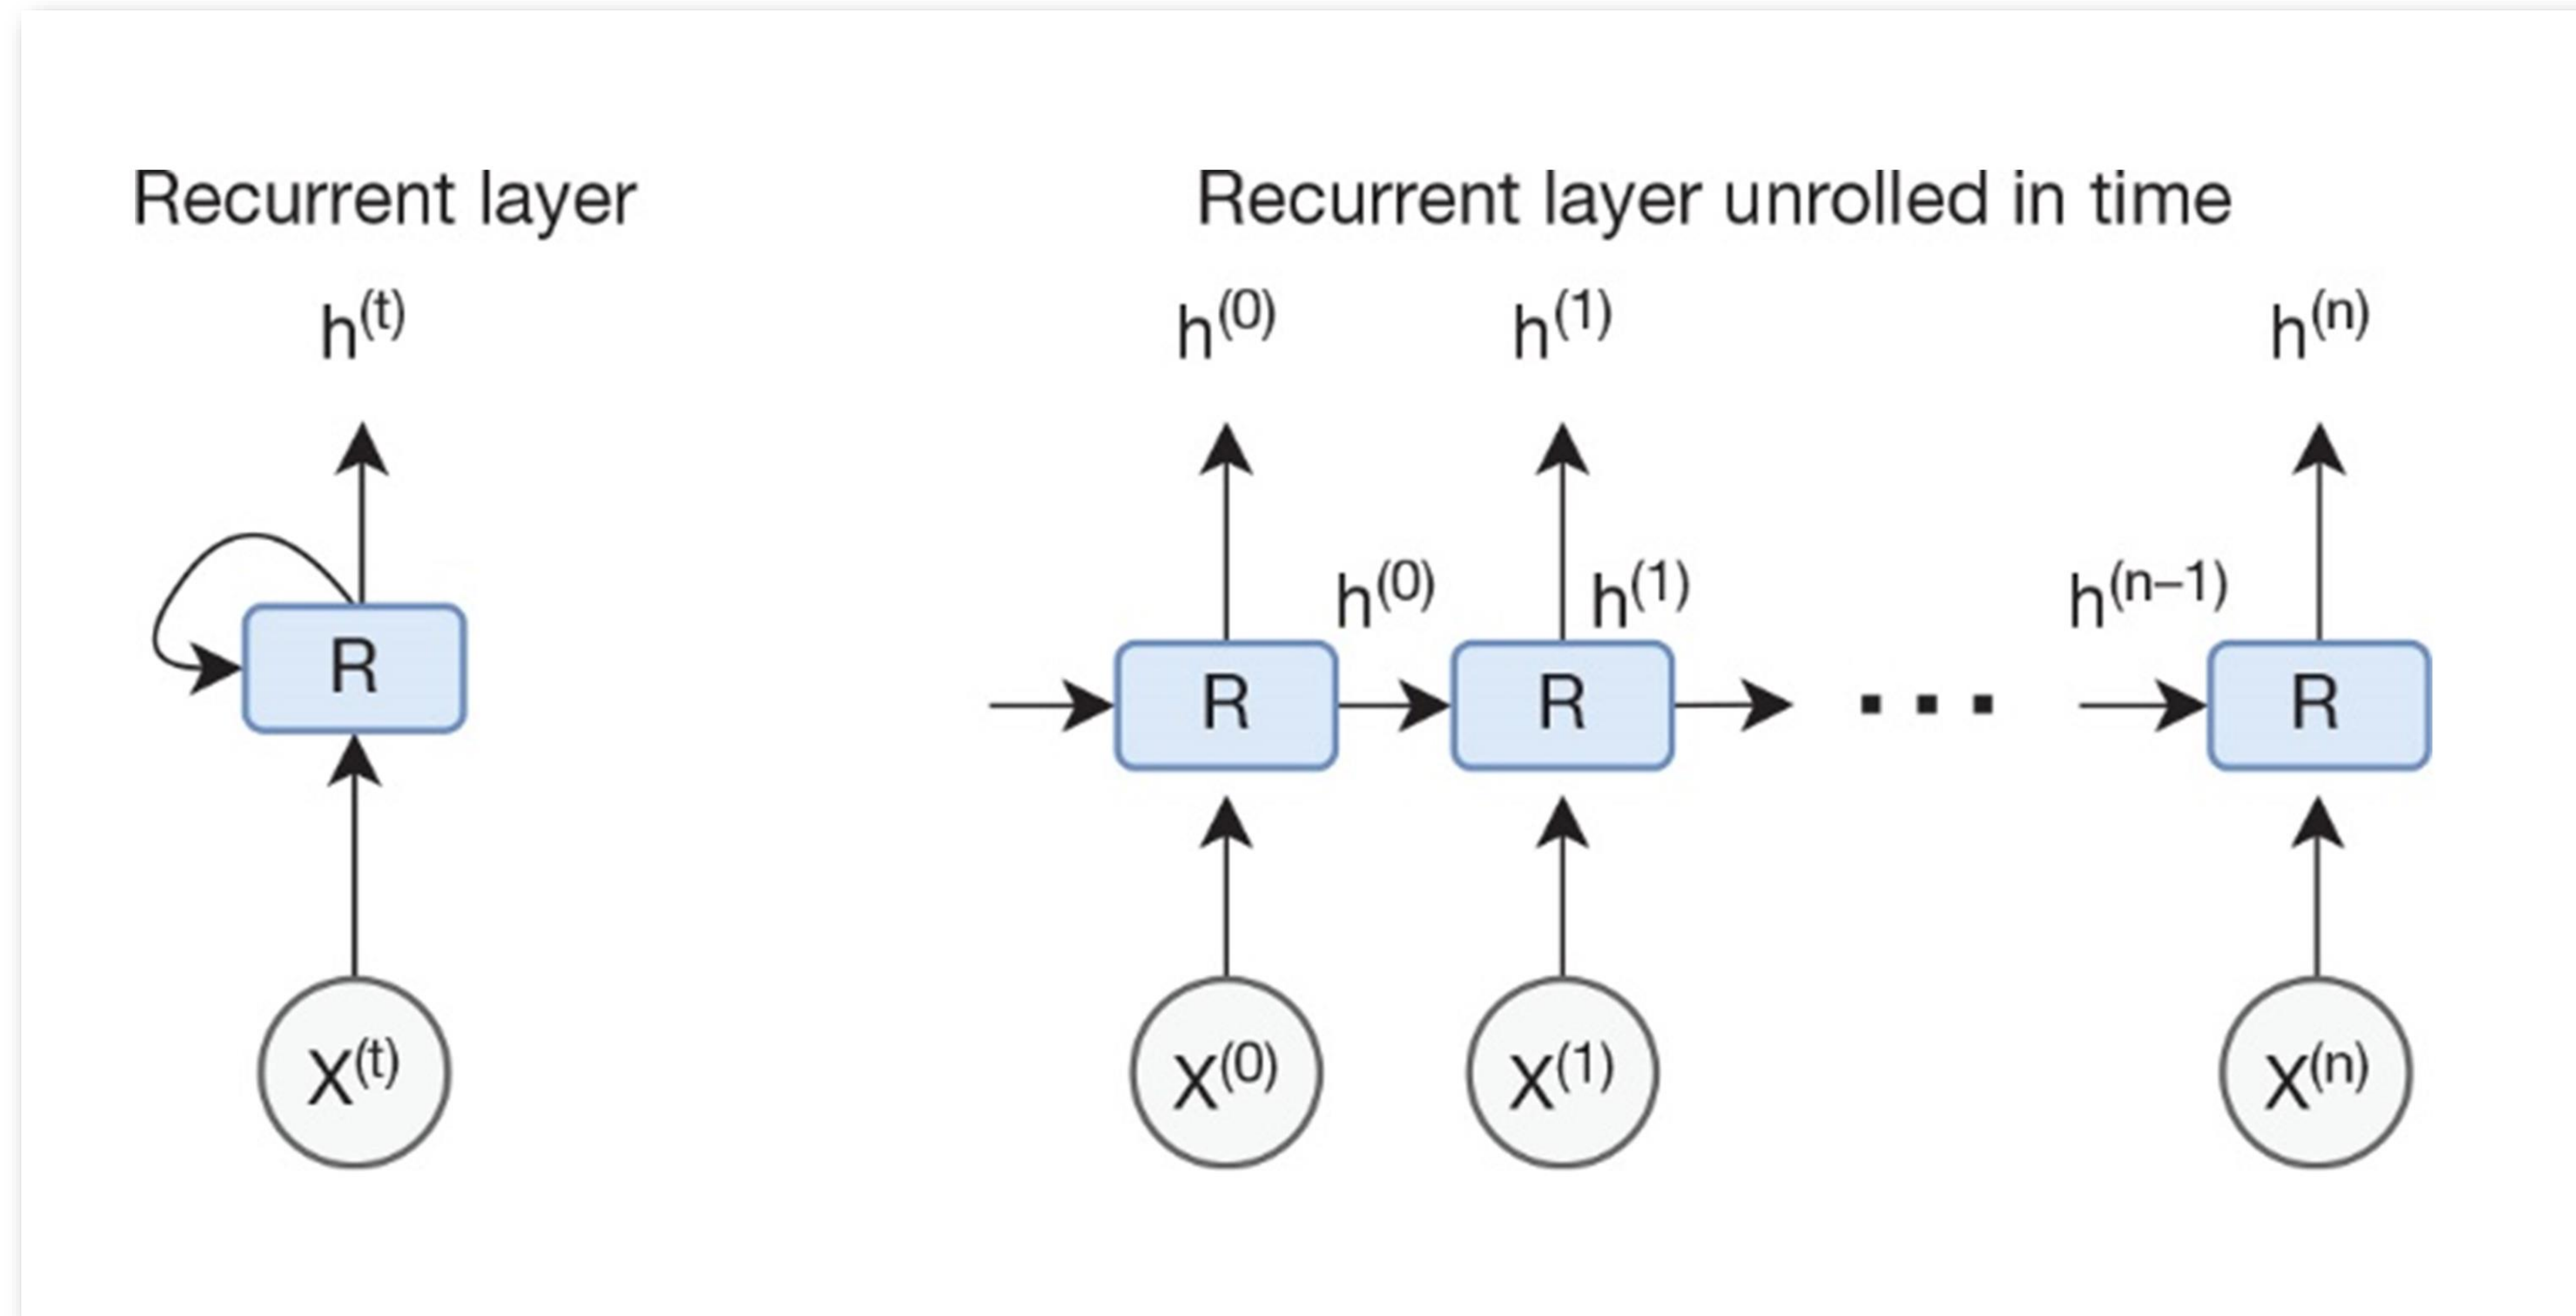 Recurrent layer
Recurrent layer unrolled in time
h(t)
h(0)
h(1)
h(n)
h(0)
h(1)
h(n–1)
R
R
R
R
X(t)
X(0)
X(1)
X(n)